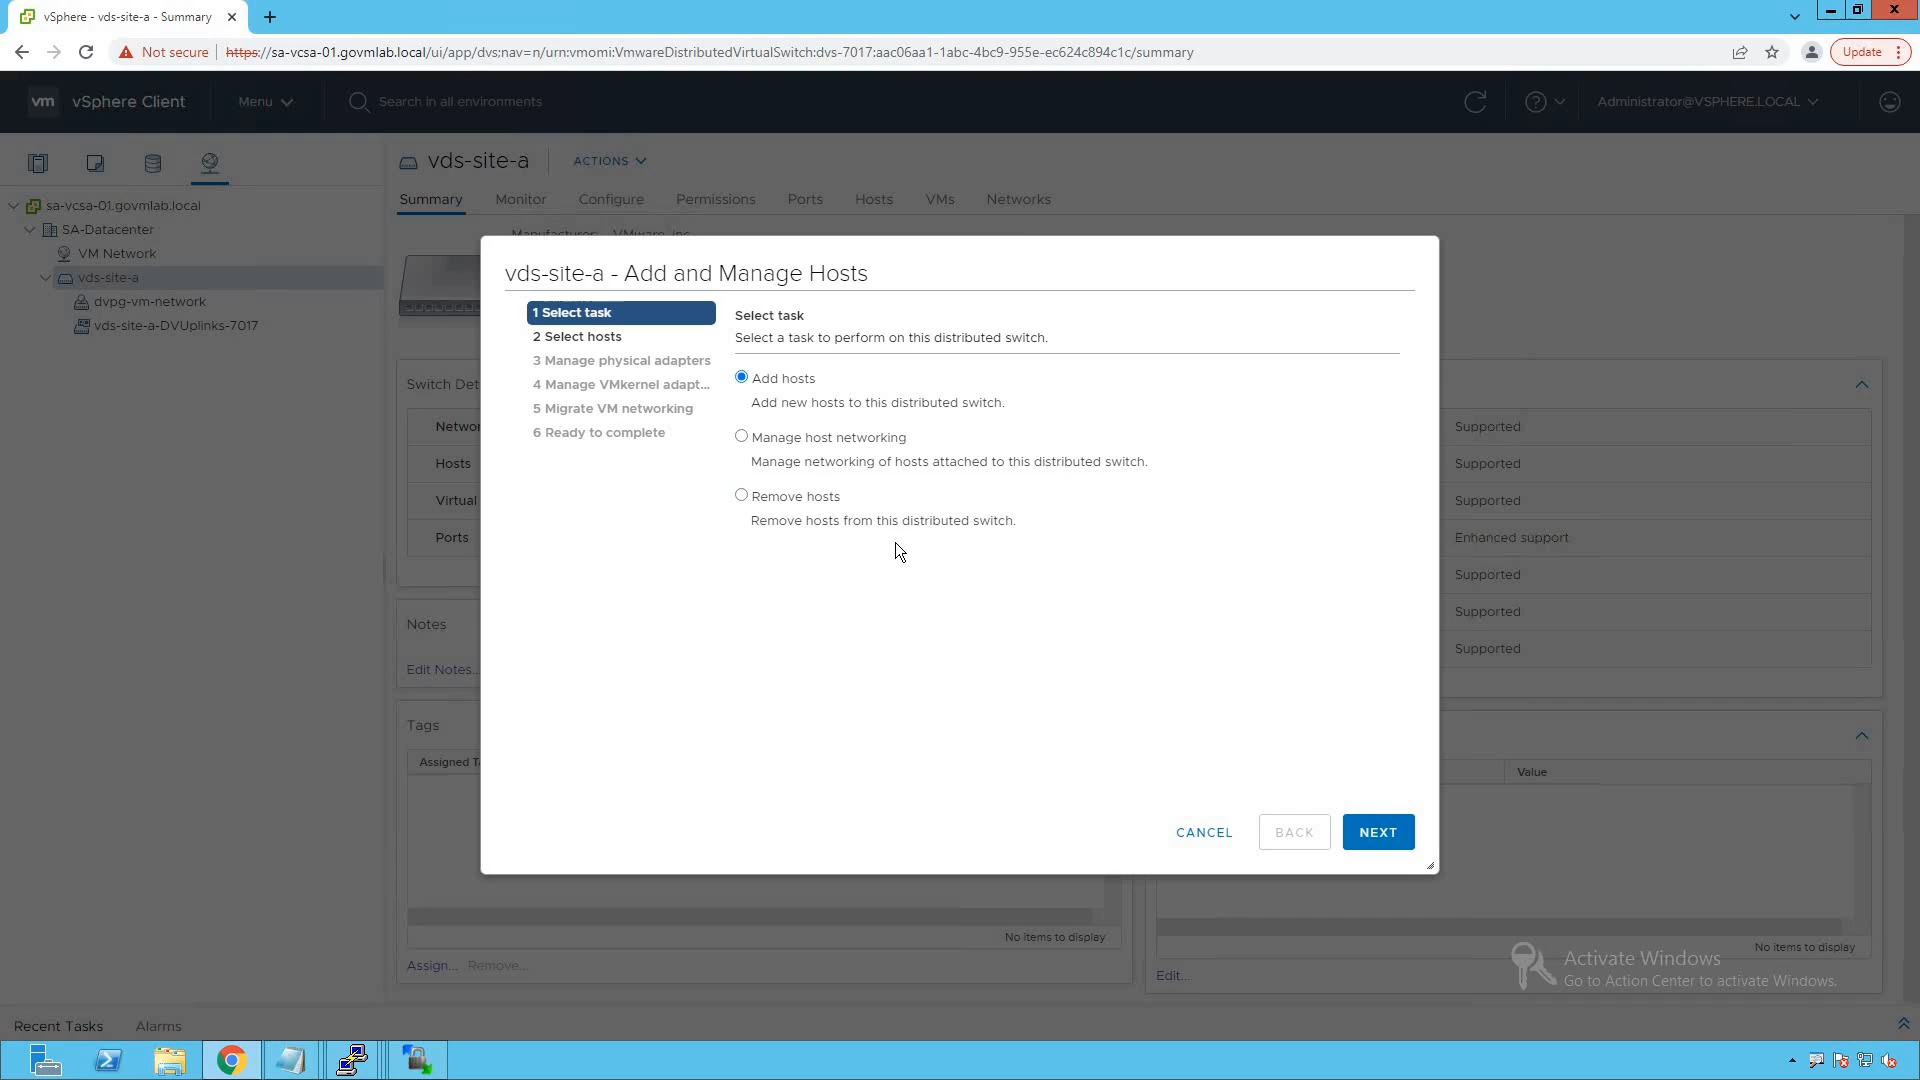 vSphere - vds-site-a - Summary
Not secure
https://sa-vcsa-01.govmlab.local/ui/app/dvs;nav=n/urn:vmomi:VmwareDistributedVirtualSwitch:dvs-7017:aac06aa1-1abc-4bc9-955e-ec624c894c1c/summary
Update
vm
vSphere Client
Menu
Search in all environments
Administrator@VSPHERE.LOCAL
vds-site-a
ACTIONS
Summary
Monitor
Configure
Permissions
Ports
Hosts
VMs
Networks
sa-vcsa-01.govmlab.local
SA-Datacenter
VM Network
vds-site-a
dvpg-vm-network
vds-site-a-DVUplinks-7017
Manufacturer: VMware, Inc.
vds-site-a - Add and Manage Hosts
1 Select task
2 Select hosts
3 Manage physical adapters
4 Manage VMkernel adapt...
5 Migrate VM networking
6 Ready to complete
Select task
Select a task to perform on this distributed switch.
Add hosts
Add new hosts to this distributed switch.
Manage host networking
Manage networking of hosts attached to this distributed switch.
Remove hosts
Remove hosts from this distributed switch.
CANCEL
BACK
NEXT
Switch Det
Networ
Hosts
Virtual
Ports
Supported
Supported
Supported
Enhanced support
Supported
Supported
Supported
Notes
Edit Notes...
Tags
Assigned T
Value
No items to display
No items to display
Assign...
Remove...
Edit...
Activate Windows
Go to Action Center to activate Windows.
Recent Tasks
Alarms